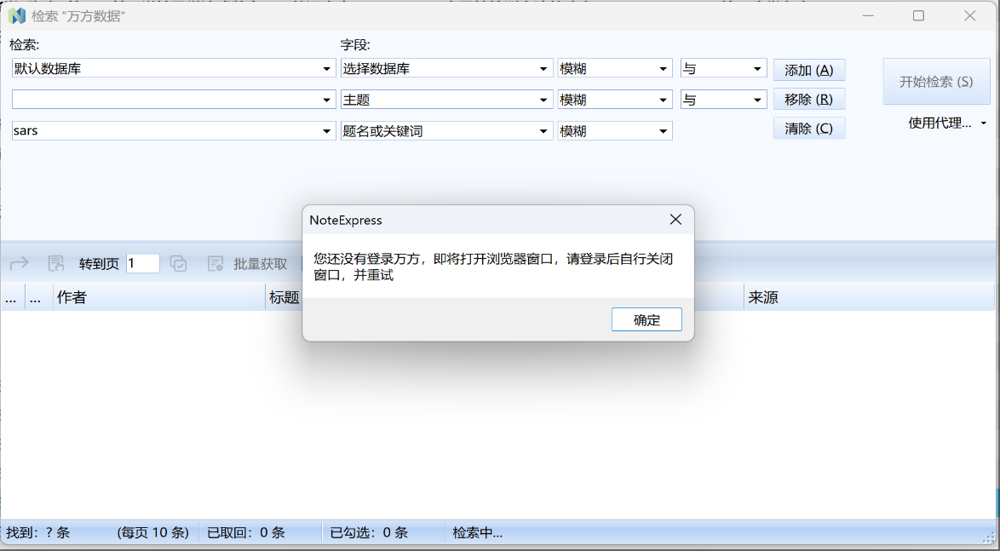 检索 "万方数据"
检索: 字段:
默认数据库 选择数据库 模糊 与 添加 (A) 开始检索 (S)
主题 模糊 与 移除 (R)
使用代理...
sars 题名或关键词 模糊 清除 (C)
NoteExpress
您还没有登录万方，即将打开浏览器窗口，请登录后自行关闭
窗口，并重试
确定
转到页 1 批量获取
... ... 作者 标题 来源
找到：? 条 (每页 10 条) 已取回：0 条 已勾选：0 条 检索中...